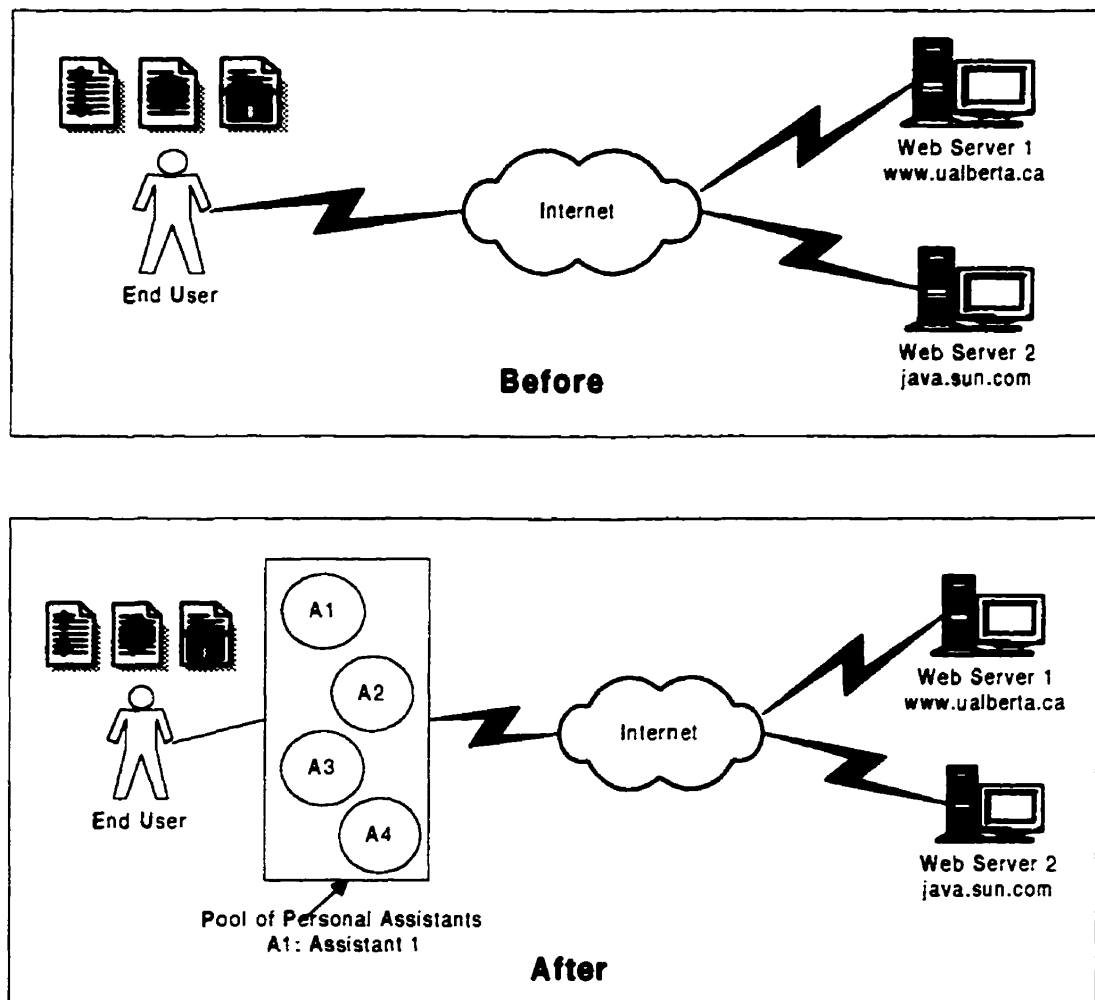 Web Server 1
www.ualberta.ca
Internet
End User
Web Server 2
java.sun.com
Before
A1
A2
A3
A4
Internet
Web Server 1
www.ualberta.ca
End User
Web Server 2
java.sun.com
Pool of Personal Assistants
A1: Assistant 1
After